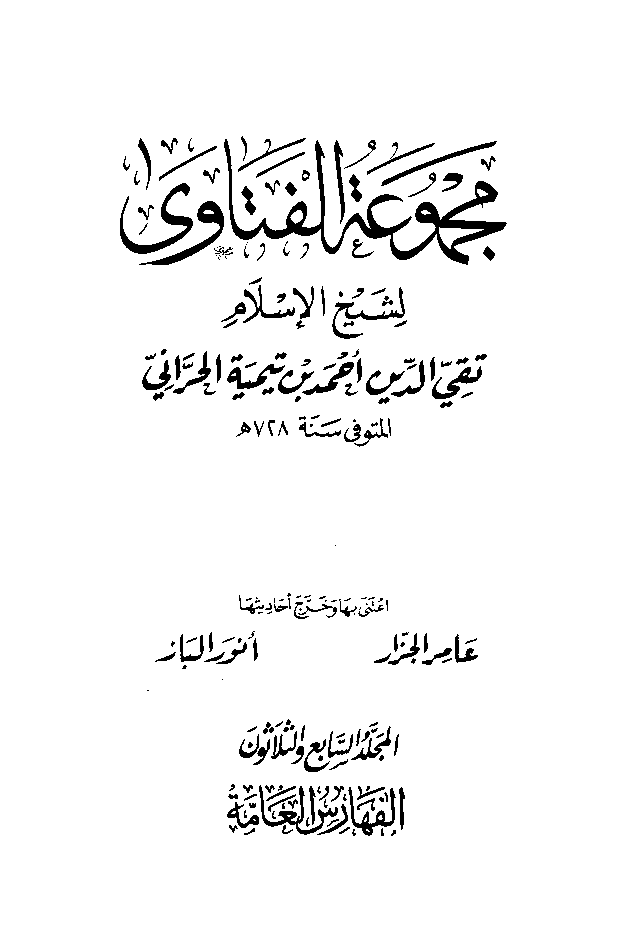 مجموعة الفتاوى
لشيخ الإسلام
تقي الدين أحمد بن تيمية الحراني
المتوفى سنة ٧٢٨ هـ
اعتنى بها وخرج أحاديثها
عامر الجزار أنور الباز
المجلد السابع والثلاثون
الفهارس العامة